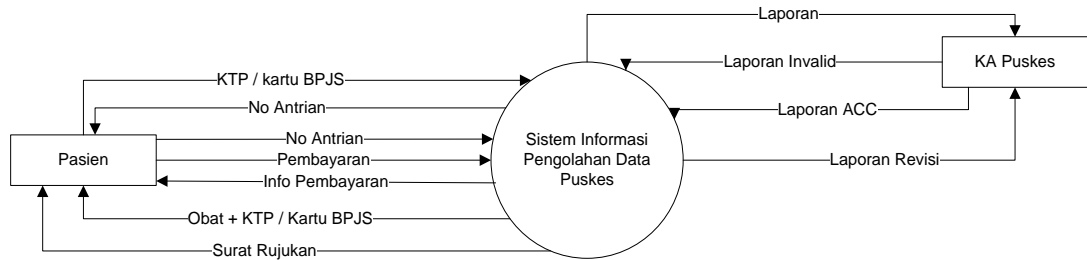 Laporan
Laporan Invalid
KA Puskes
KTP / kartu BPJS
No Antrian
Laporan ACC
No Antrian
Sistem Informasi
Pengolahan Data
Puskes
Pasien
Pembayaran
Laporan Revisi
Info Pembayaran
Obat + KTP / Kartu BPJS
Surat Rujukan